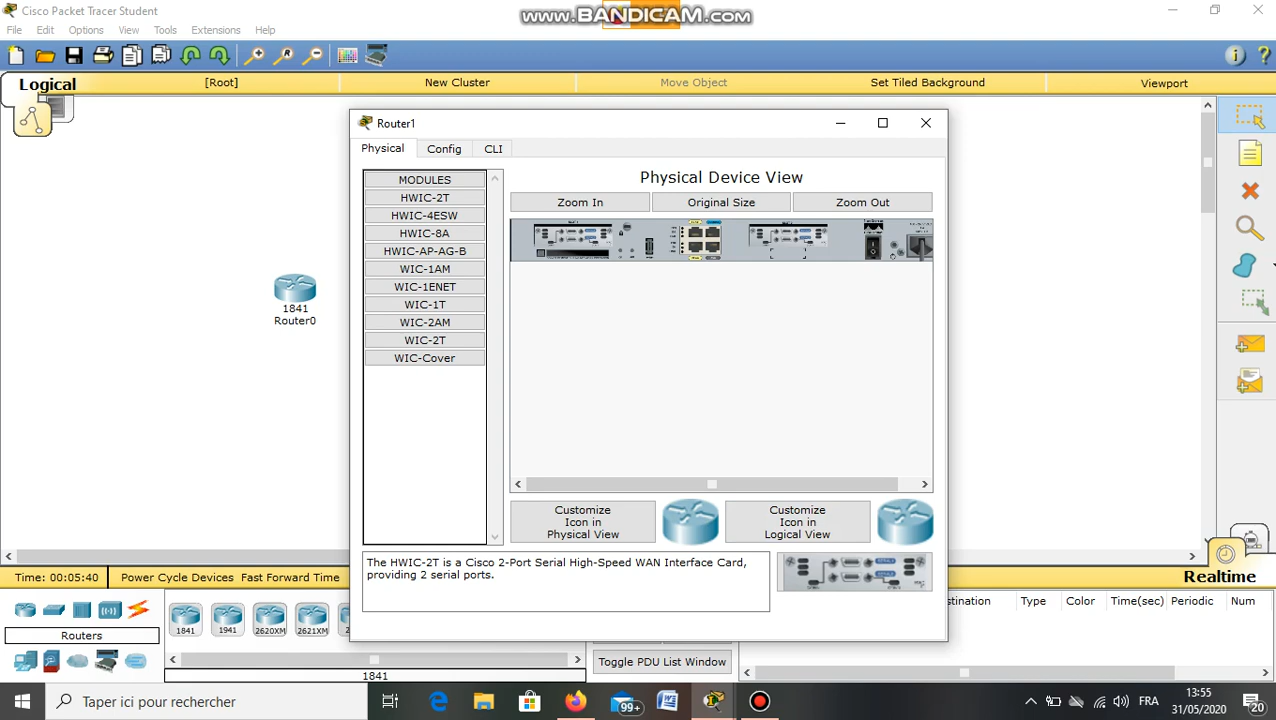 Cisco Packet Tracer Student
www.BANDICAM.com
File Edit Options View Tools Extensions Help
Logical
[Root]
New Cluster
Move Object
Set Tiled Background
Viewport
Router1
Physical Config CLI
MODULES
HWIC-2T
HWIC-4ESW
HWIC-8A
HWIC-AP-AG-B
WIC-1AM
WIC-1ENET
WIC-1T
WIC-2AM
WIC-2T
WIC-Cover
Physical Device View
Zoom In
Original Size
Zoom Out
1841
Router0
Customize
Icon in
Physical View
Customize
Icon in
Logical View
The HWIC-2T is a Cisco 2-Port Serial High-Speed WAN Interface Card,
providing 2 serial ports.
Time: 00:05:40 Power Cycle Devices Fast Forward Time
Realtime
Routers
1841
1941
2620XM
2621XM
1841
Toggle PDU List Window
stination Type Color Time(sec) Periodic Num
Taper ici pour rechercher
99+
FRA
13:55
31/05/2020
20